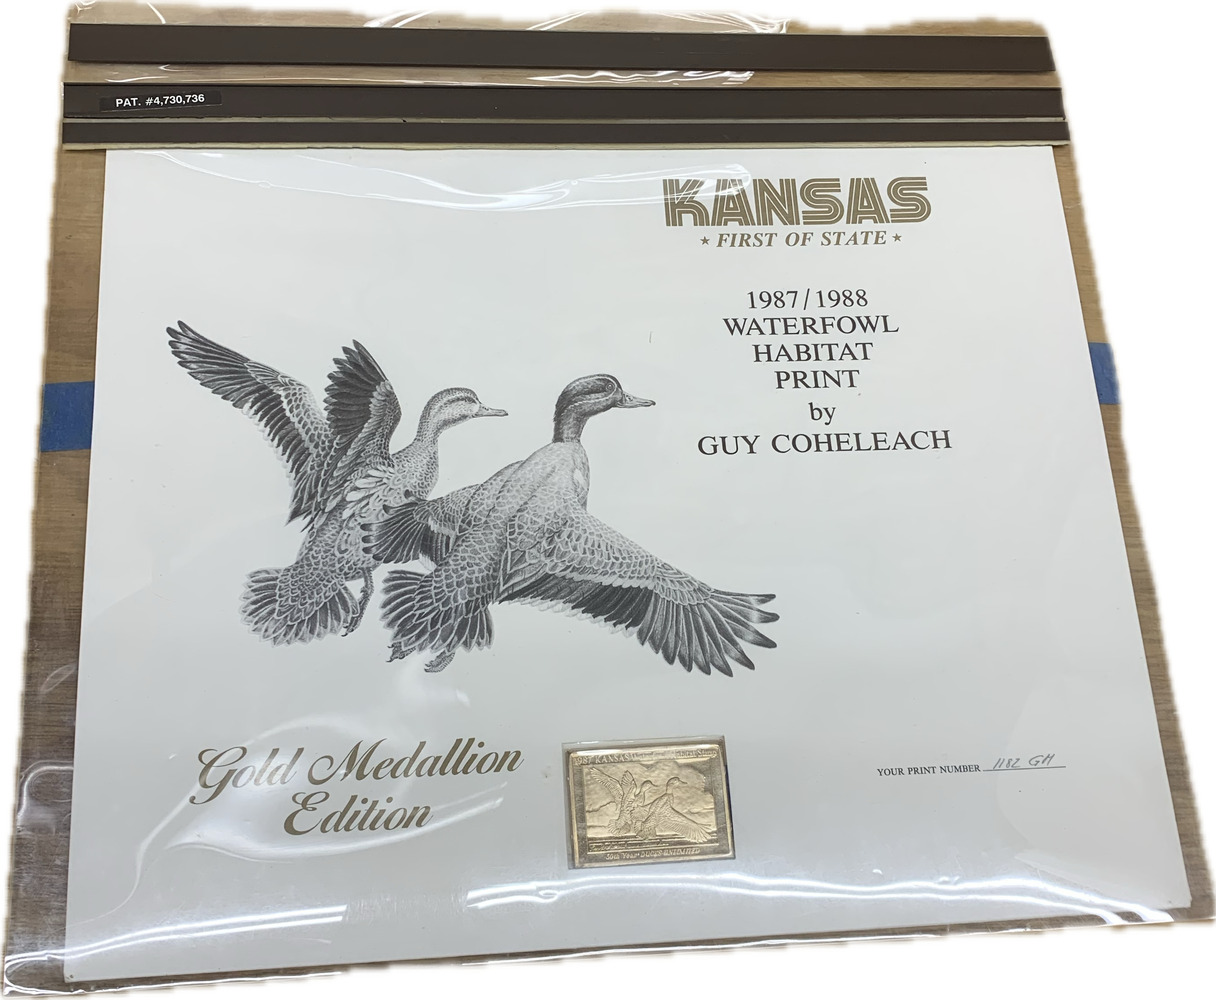 PAT. #4,730,736
KANSAS
★ FIRST OF STATE ★
1987/1988
WATERFOWL
HABITAT
PRINT
by
GUY COHELEACH
Gold Medallion
Edition
1987 KANSAS
50th Year DUCKS UNLIMITED
YOUR PRINT NUMBER 1182 GM